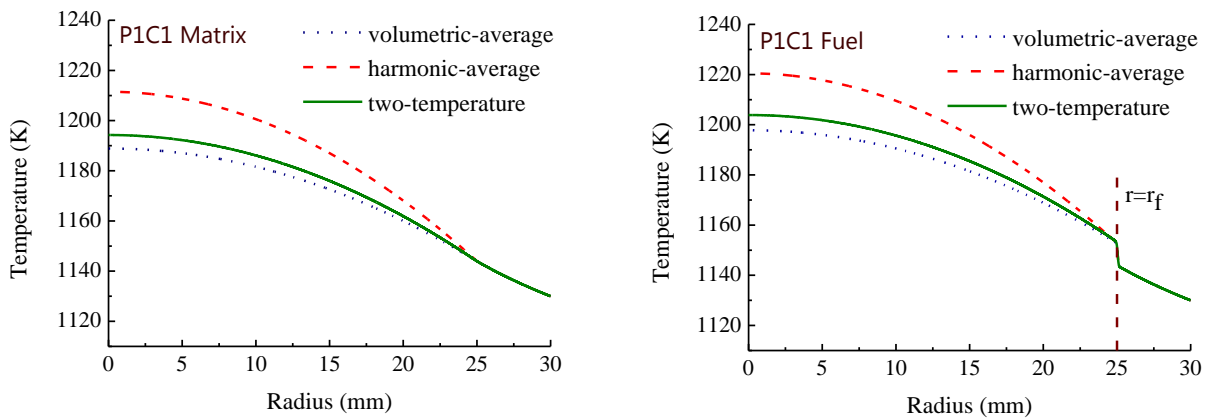 P1C1 Matrix
volumetric-average
harmonic-average
two-temperature
Temperature (K)
1240
1220
1200
1180
1160
1140
1120
0 5 10 15 20 25 30
Radius (mm)
P1C1 Fuel
volumetric-average
harmonic-average
two-temperature
r=rf
Temperature (K)
1240
1220
1200
1180
1160
1140
1120
0 5 10 15 20 25 30
Radius (mm)